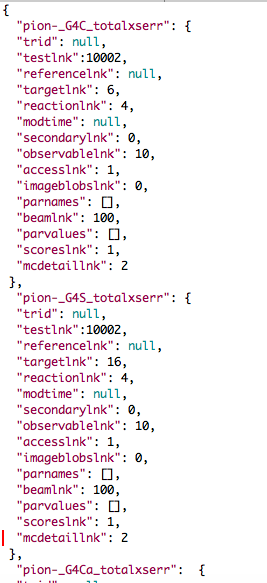 {
"pion-_G4C_totalxserr": {
"trid": null,
"testlnk":10002,
"referencelnk": null,
"targetlnk": 6,
"reactionlnk": 4,
"modtime": null,
"secondarylnk": 0,
"observablelnk": 10,
"accesslnk": 1,
"imageblobslnk": 0,
"parnames": [],
"beamlnk": 100,
"parvalues": [],
"scoreslnk": 1,
"mcdetaillnk": 2
},
"pion-_G4S_totalxserr": {
"trid": null,
"testlnk":10002,
"referencelnk": null,
"targetlnk": 16,
"reactionlnk": 4,
"modtime": null,
"secondarylnk": 0,
"observablelnk": 10,
"accesslnk": 1,
"imageblobslnk": 0,
"parnames": [],
"beamlnk": 100,
"parvalues": [],
"scoreslnk": 1,
"mcdetaillnk": 2
},
"pion-_G4Ca_totalxserr":  {